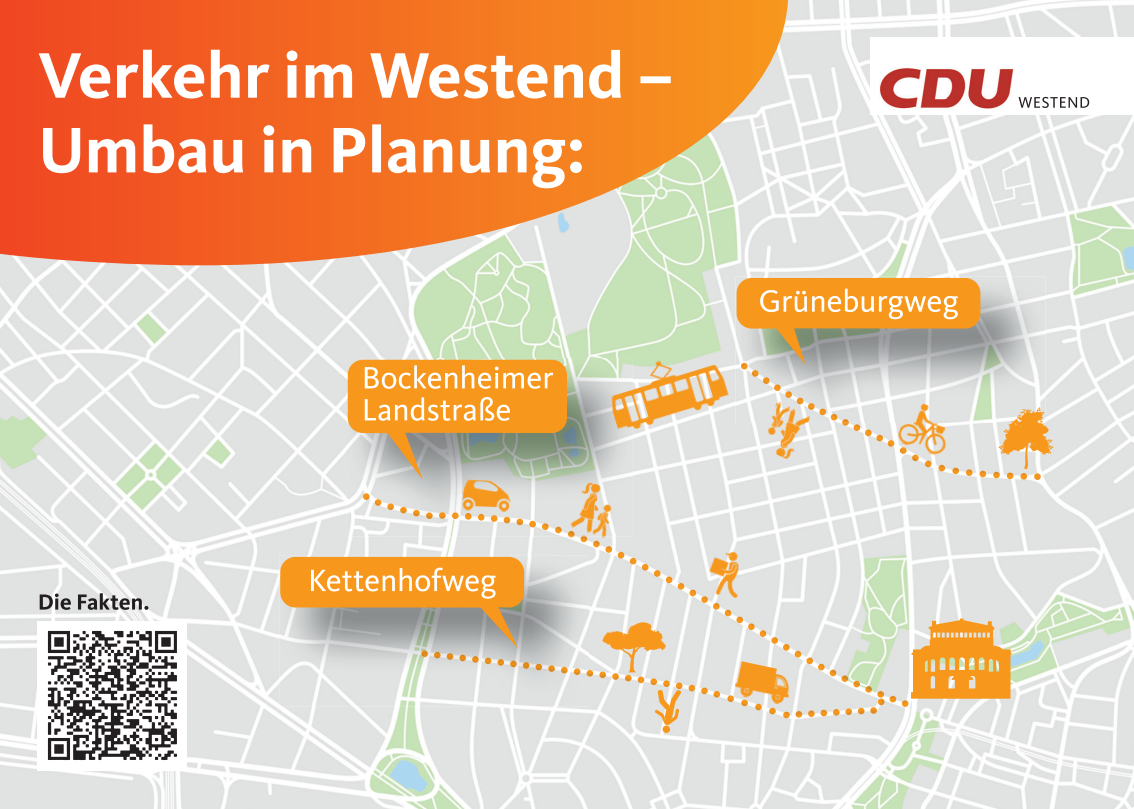 Verkehr im Westend –
Umbau in Planung:
CDU WESTEND
Grüneburgweg
Bockenheimer
Landstraße
Kettenhofweg
Die Fakten.